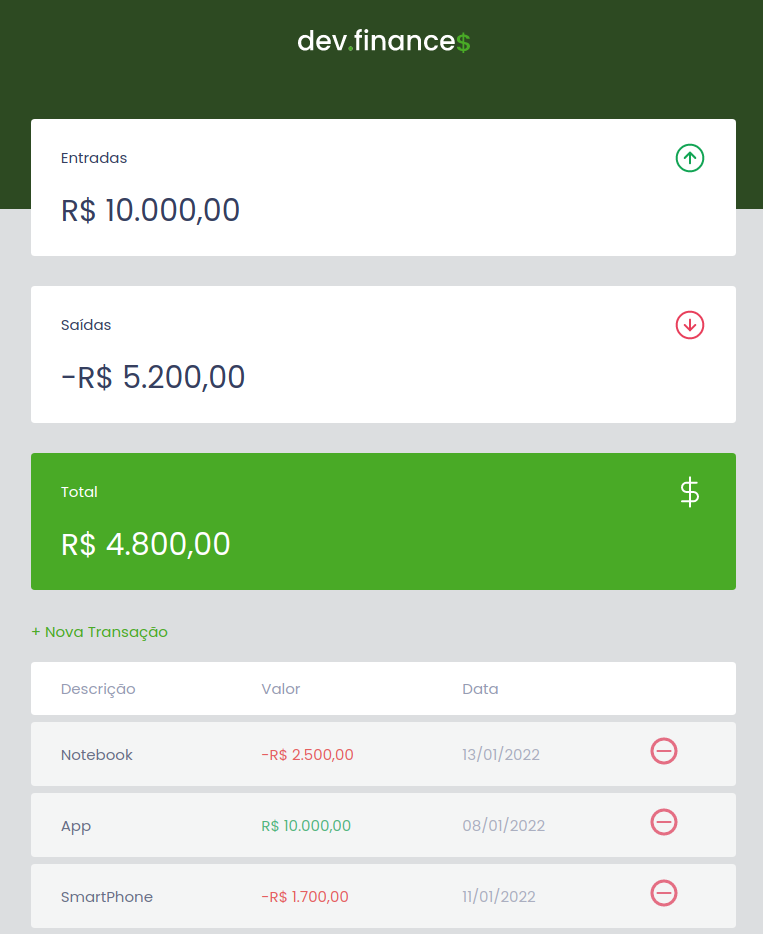 dev.finance$
Entradas
R$ 10.000,00
Saídas
-R$ 5.200,00
Total
$
R$ 4.800,00
+ Nova Transação
Descrição Valor Data
Notebook -R$ 2.500,00 13/01/2022
App R$ 10.000,00 08/01/2022
SmartPhone -R$ 1.700,00 11/01/2022